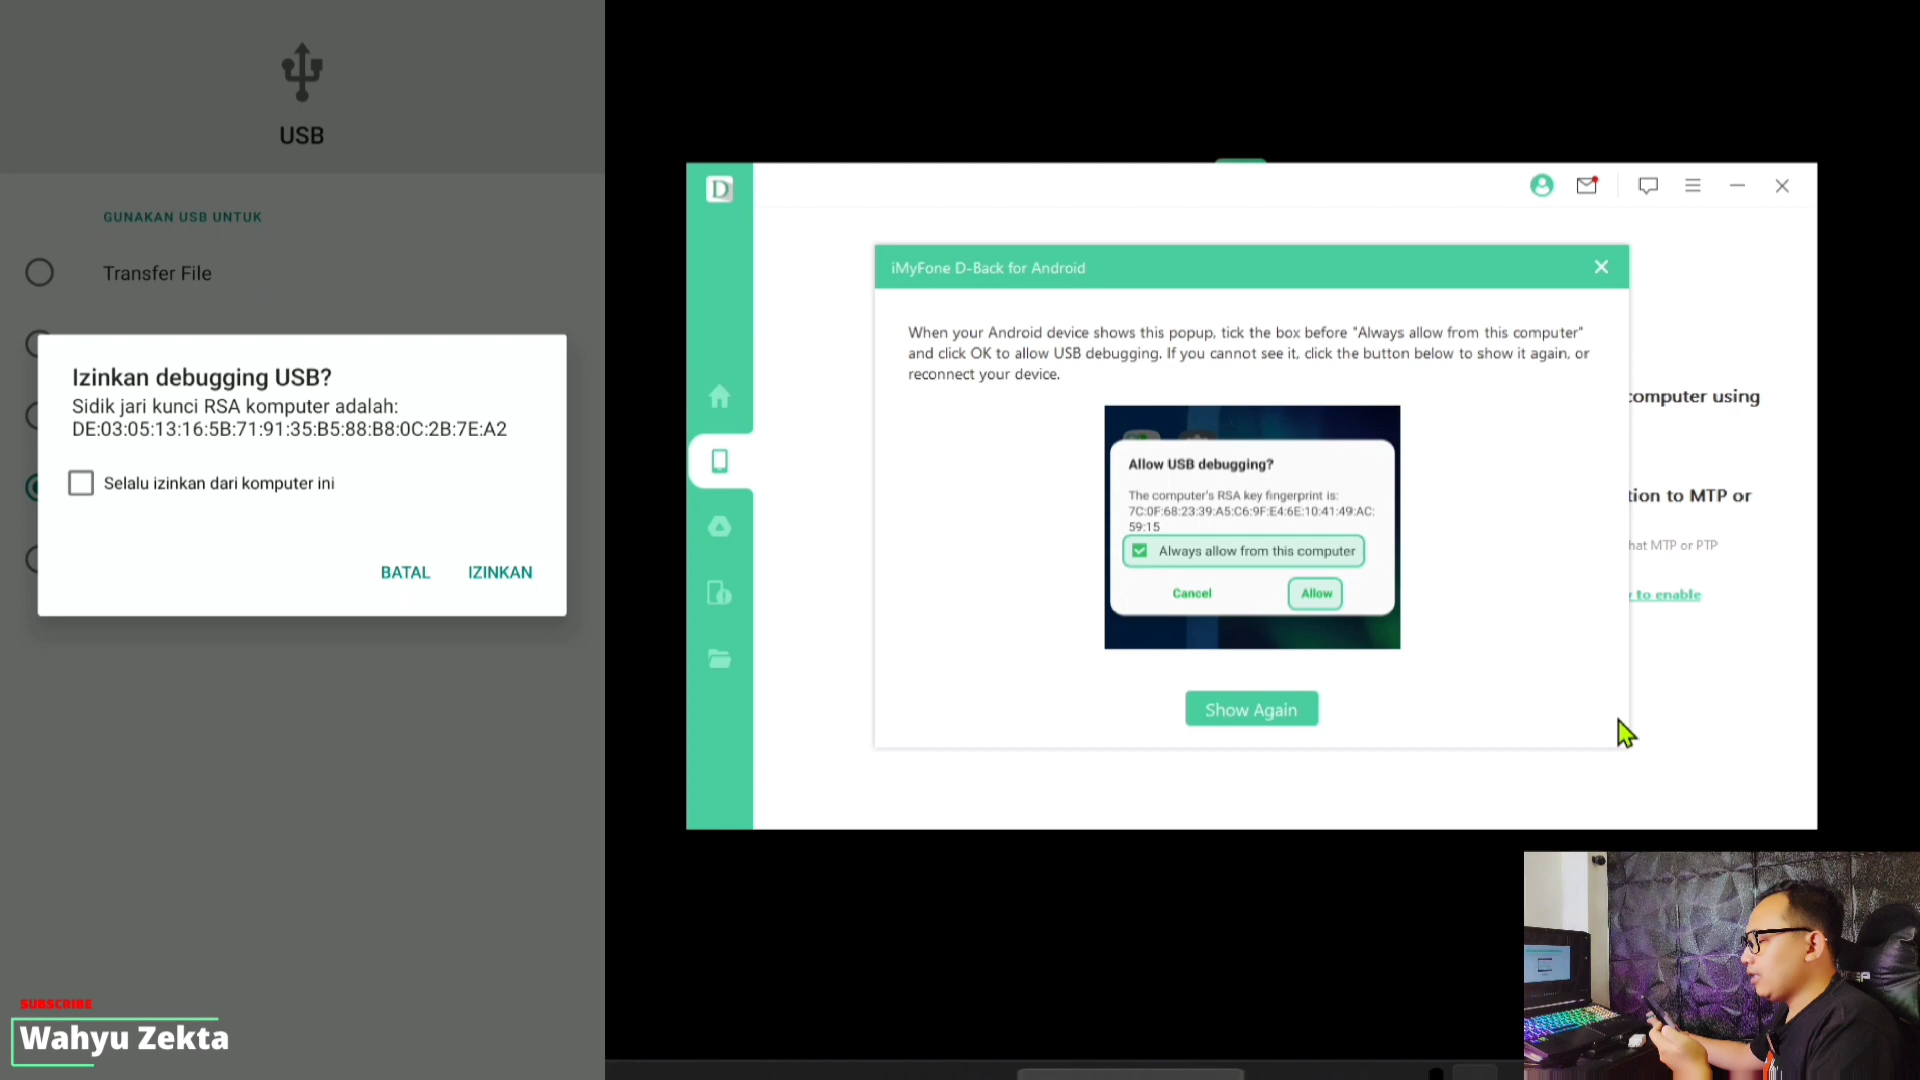 USB
GUNAKAN USB UNTUK
Transfer File
Izinkan debugging USB?
Sidik jari kunci RSA komputer adalah:
DE:03:05:13:16:5B:71:91:35:B5:88:B8:0C:2B:7E:A2
Selalu izinkan dari komputer ini
BATAL
IZINKAN
SUBSCRIBE
Wahyu Zekta
D
iMyFone D-Back for Android
When your Android device shows this popup, tick the box before "Always allow from this computer"
and click OK to allow USB debugging. If you cannot see it, click the button below to show it again, or
reconnect your device.
Allow USB debugging?
The computer's RSA key fingerprint is:
7C:0F:68:23:39:A5:C6:9F:E4:6E:10:41:49:AC:
59:15
Always allow from this computer
Cancel
Allow
Show Again
computer using
tion to MTP or
hat MTP or PTP
to enable